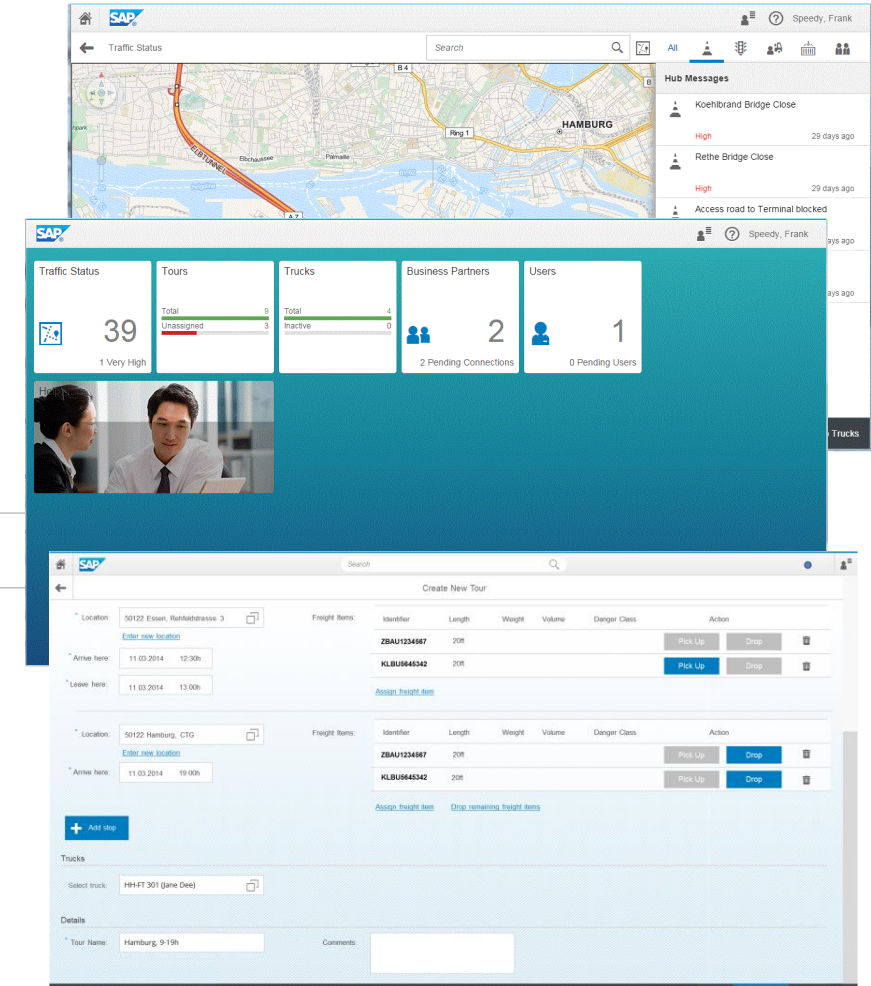 SAP
Speedy, Frank
Traffic Status
Search
All
B 4
B
HAMBURG
Ring 1
Elbchaussee
Palmaille
ELBTUNNEL
A 7
Hub Messages
Koehlbrand Bridge Close
High 29 days ago
Rethe Bridge Close
High 29 days ago
Access road to Terminal blocked
ays ago
ays ago
Trucks
SAP
Speedy, Frank
Traffic Status
39
1 Very High
Tours
Total 9
Unassigned 3
Trucks
Total 4
Inactive 0
Business Partners
2
2 Pending Connections
Users
1
0 Pending Users
SAP
Search
Create New Tour
* Location: 50122 Essen, Rehfeldstrasse 3
Enter new location
* Arrive here: 11.03.2014 12:30h
* Leave here: 11.03.2014 13:00h
Freight Items:
Identifier Length Weight Volume Danger Class Action
ZBAU1234567 20ft Pick Up Drop
KLBU5645342 20ft Pick Up Drop
Assign freight item
* Location: 50122 Hamburg, CTG
Enter new location
* Arrive here: 11.03.2014 19:00h
Freight Items:
Identifier Length Weight Volume Danger Class Action
ZBAU1234567 20ft Pick Up Drop
KLBU5645342 20ft Pick Up Drop
Assign freight item Drop remaining freight items
Add stop
Trucks
Select truck: HH-FT 301 (Jane Dee)
Details
* Tour Name: Hamburg, 9-19h
Comments: